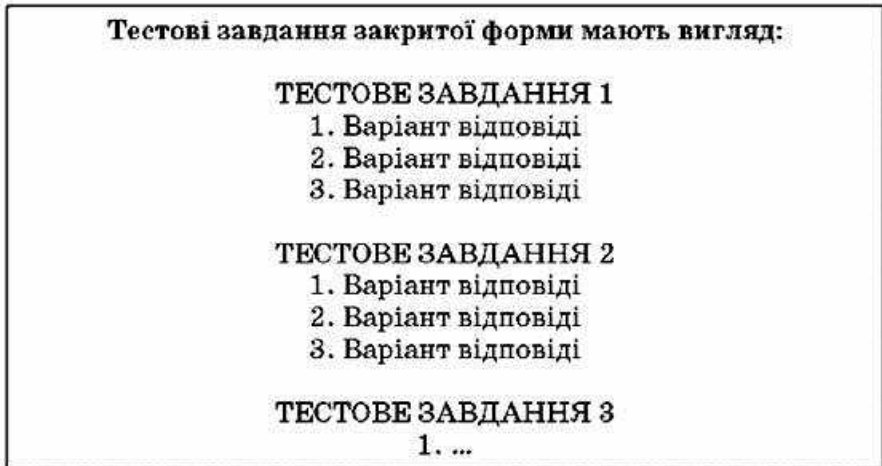 Тестові завдання закритої форми мають вигляд:
ТЕСТОВЕ ЗАВДАННЯ 1
1. Варіант відповіді
2. Варіант відповіді
3. Варіант відповіді
ТЕСТОВЕ ЗАВДАННЯ 2
1. Варіант відповіді
2. Варіант відповіді
3. Варіант відповіді
ТЕСТОВЕ ЗАВДАННЯ 3
1. ...